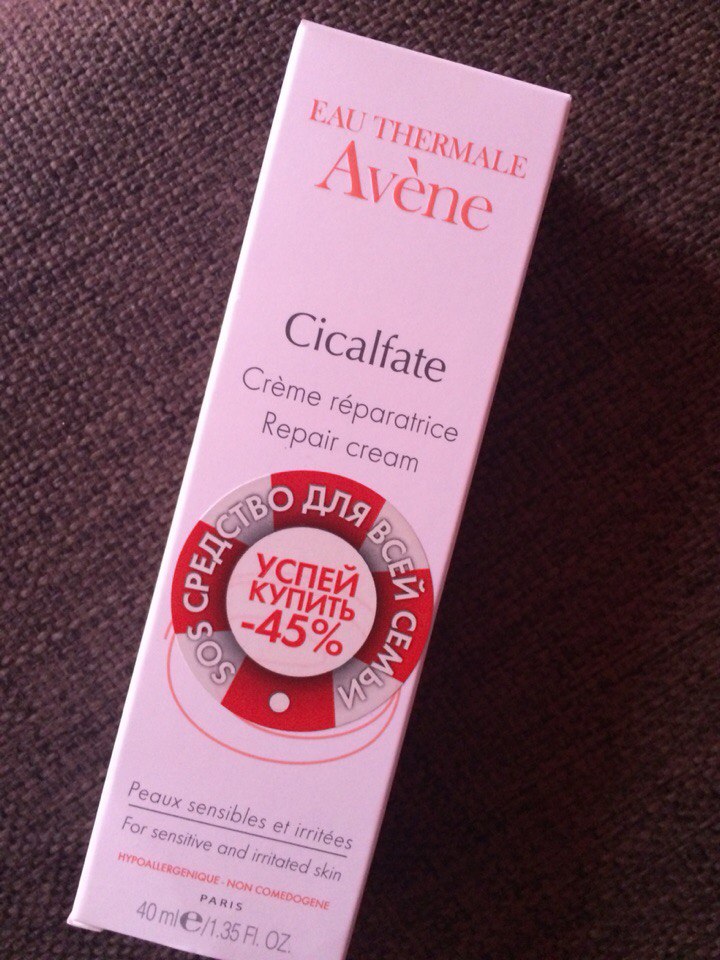 EAU THERMALE
Avène
Cicalfate
Crème réparatrice
Repair cream
SOS СРЕДСТВО ДЛЯ ВСЕЙ СЕМЬИ
УСПЕЙ
КУПИТЬ
-45%
Peaux sensibles et irritées
For sensitive and irritated skin
HYPOALLERGENIQUE - NON COMEDOGENE
PARIS
40 ml e/1.35 FL. OZ.